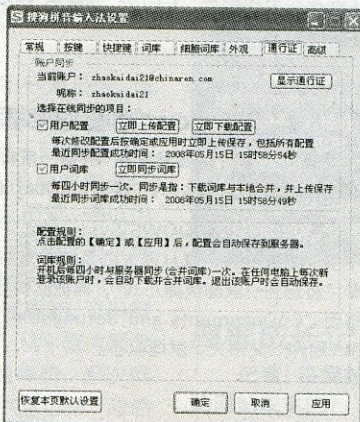 搜狗拼音输入法设置
常规 按键 快捷键 词库 细胞词库 外观 通行证 高级
账户同步
当前账户： zhaokaidai21@chinaren.com 显示通行证
昵称： zhaokaidai21
选择在线同步的项目：
用户配置 立即上传配置 立即下载配置
每次修改配置后按确定或应用时立即上传保存，包括所有配置
最近同步配置成功时间： 2008年05月15日 15时58分54秒
用户词库 立即同步词库
每四小时同步一次。同步是指：下载词库与本地合并，并上传保存
最近同步词库成功时间： 2008年05月15日 15时58分49秒
配置规则：
点击配置的【确定】或【应用】后，配置会自动保存到服务器。
词库规则：
开机后每四小时与服务器同步(合并词库)一次。在任何电脑上每次新
登录该账户时，会自动下载并合并词库。退出该账户时会自动保存。
恢复本页默认设置 确定 取消 应用